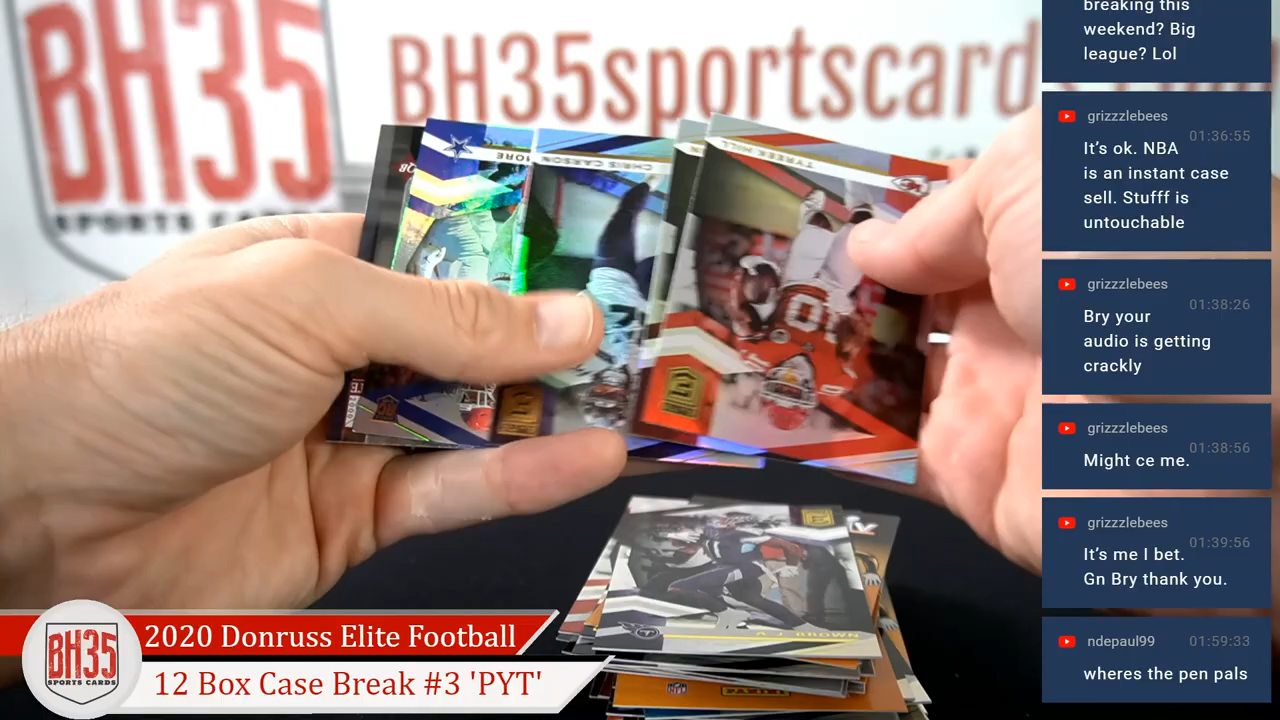 BH35
SPORTS CARDS
BH35sportscard
CHRIS CARSON
TYREEK HILL
A.J. BROWN
NFL
BH35
SPORTS CARDS
2020 Donruss Elite Football
12 Box Case Break #3 'PYT'
breaking this
weekend? Big
league? Lol
grizzzlebees
01:36:55
It's ok. NBA
is an instant case
sell. Stufff is
untouchable
grizzzlebees
01:38:26
Bry your
audio is getting
crackly
grizzzlebees
01:38:56
Might ce me.
grizzzlebees
01:39:56
It's me I bet.
Gn Bry thank you.
ndepaul99
01:59:33
wheres the pen pals